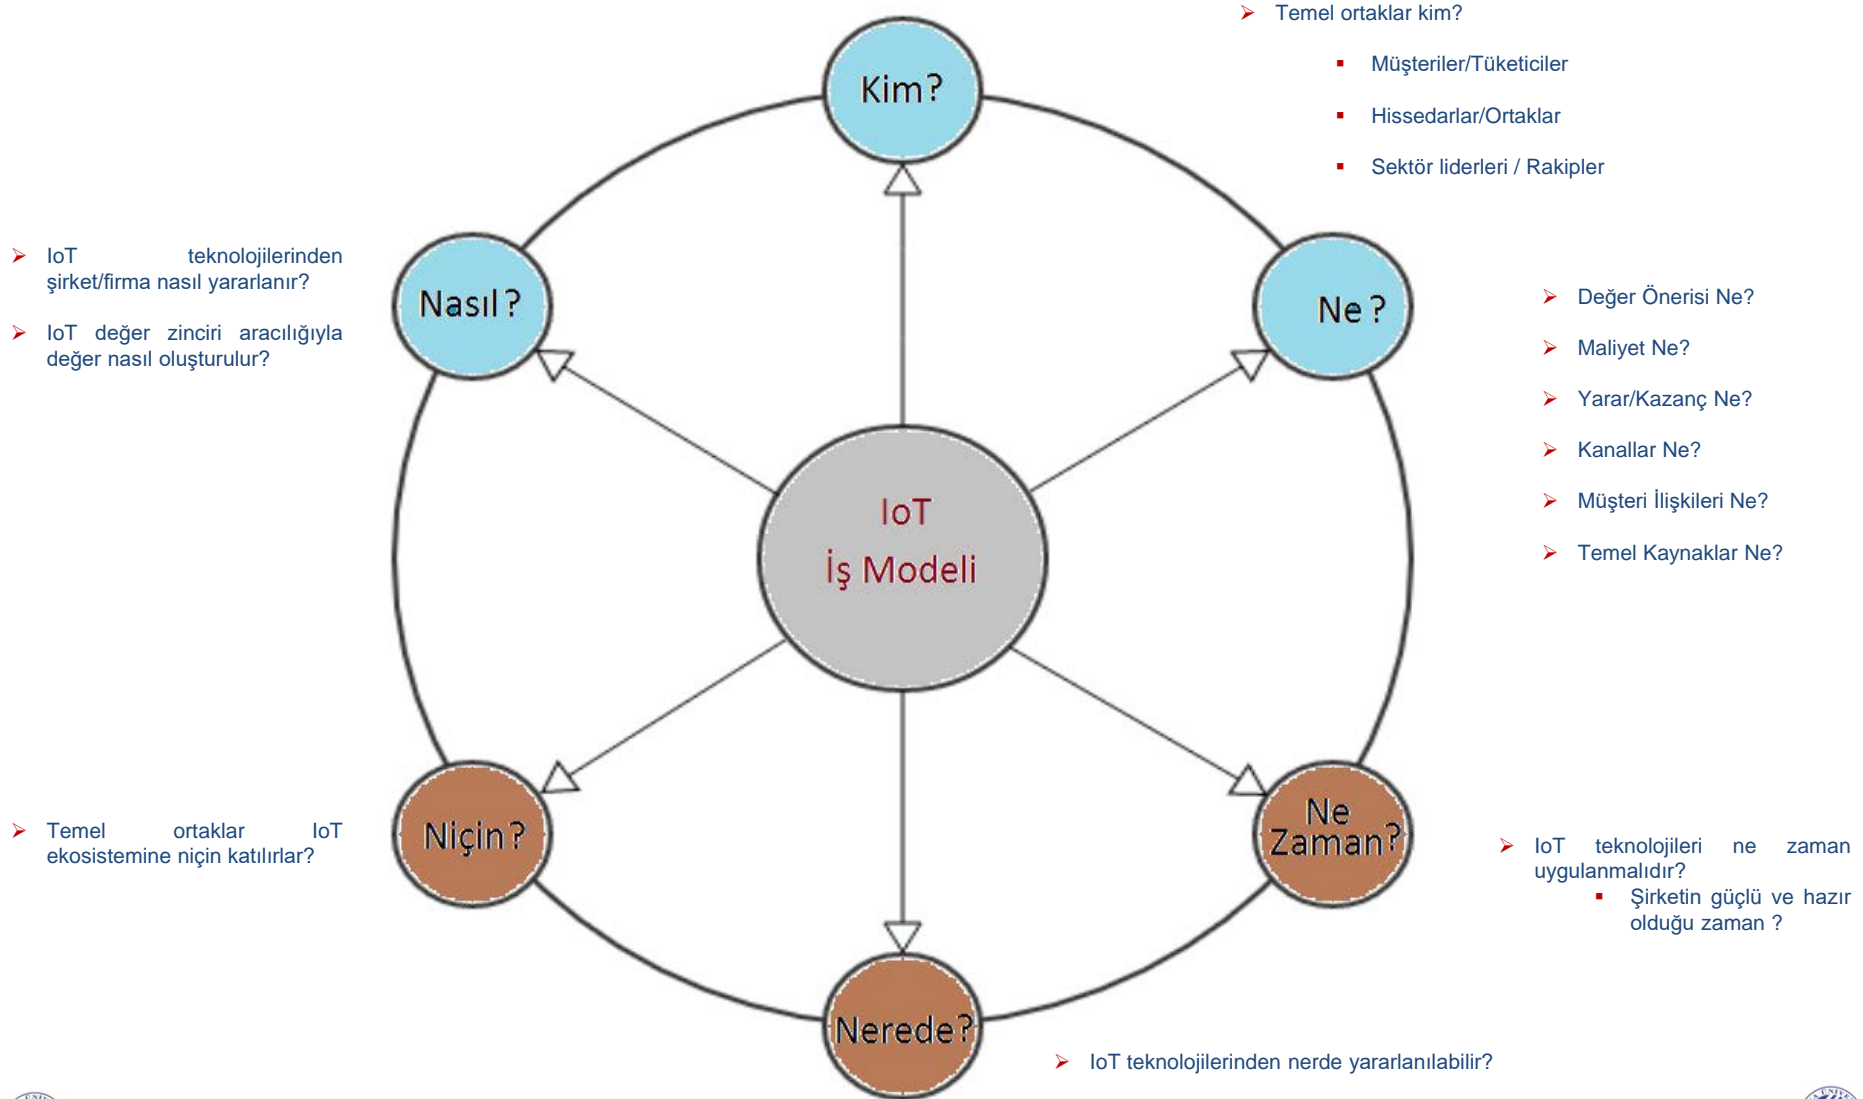 Temel ortaklar kim?
Müşteriler/Tüketiciler
Hissedarlar/Ortaklar
Sektör liderleri / Rakipler
Kim?
IoT teknolojilerinden
şirket/firma nasıl yararlanır?
IoT değer zinciri aracılığıyla
değer nasıl oluşturulur?
Nasıl?
Ne?
Değer Önerisi Ne?
Maliyet Ne?
Yarar/Kazanç Ne?
Kanallar Ne?
Müşteri İlişkileri Ne?
Temel Kaynaklar Ne?
IoT
İş Modeli
Temel ortaklar IoT
ekosistemine niçin katılırlar?
Niçin?
Ne
Zaman?
IoT teknolojileri ne zaman
uygulanmalıdır?
Şirketin güçlü ve hazır
olduğu zaman ?
Nerede?
IoT teknolojilerinden nerde yararlanılabilir?